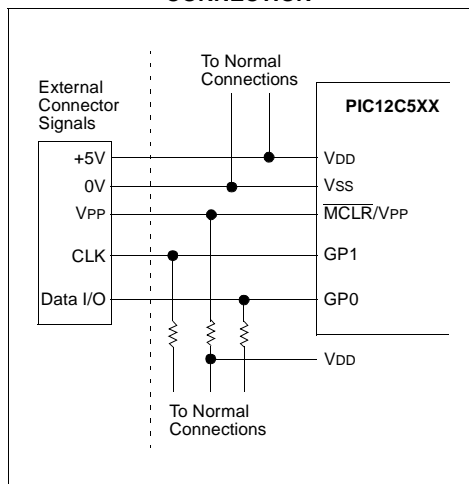 CONNECTION
To Normal
Connections
External
Connector
Signals
PIC12C5XX
+5V
VDD
0V
VSS
VPP
MCLR/VPP
CLK
GP1
Data I/O
GP0
VDD
To Normal
Connections